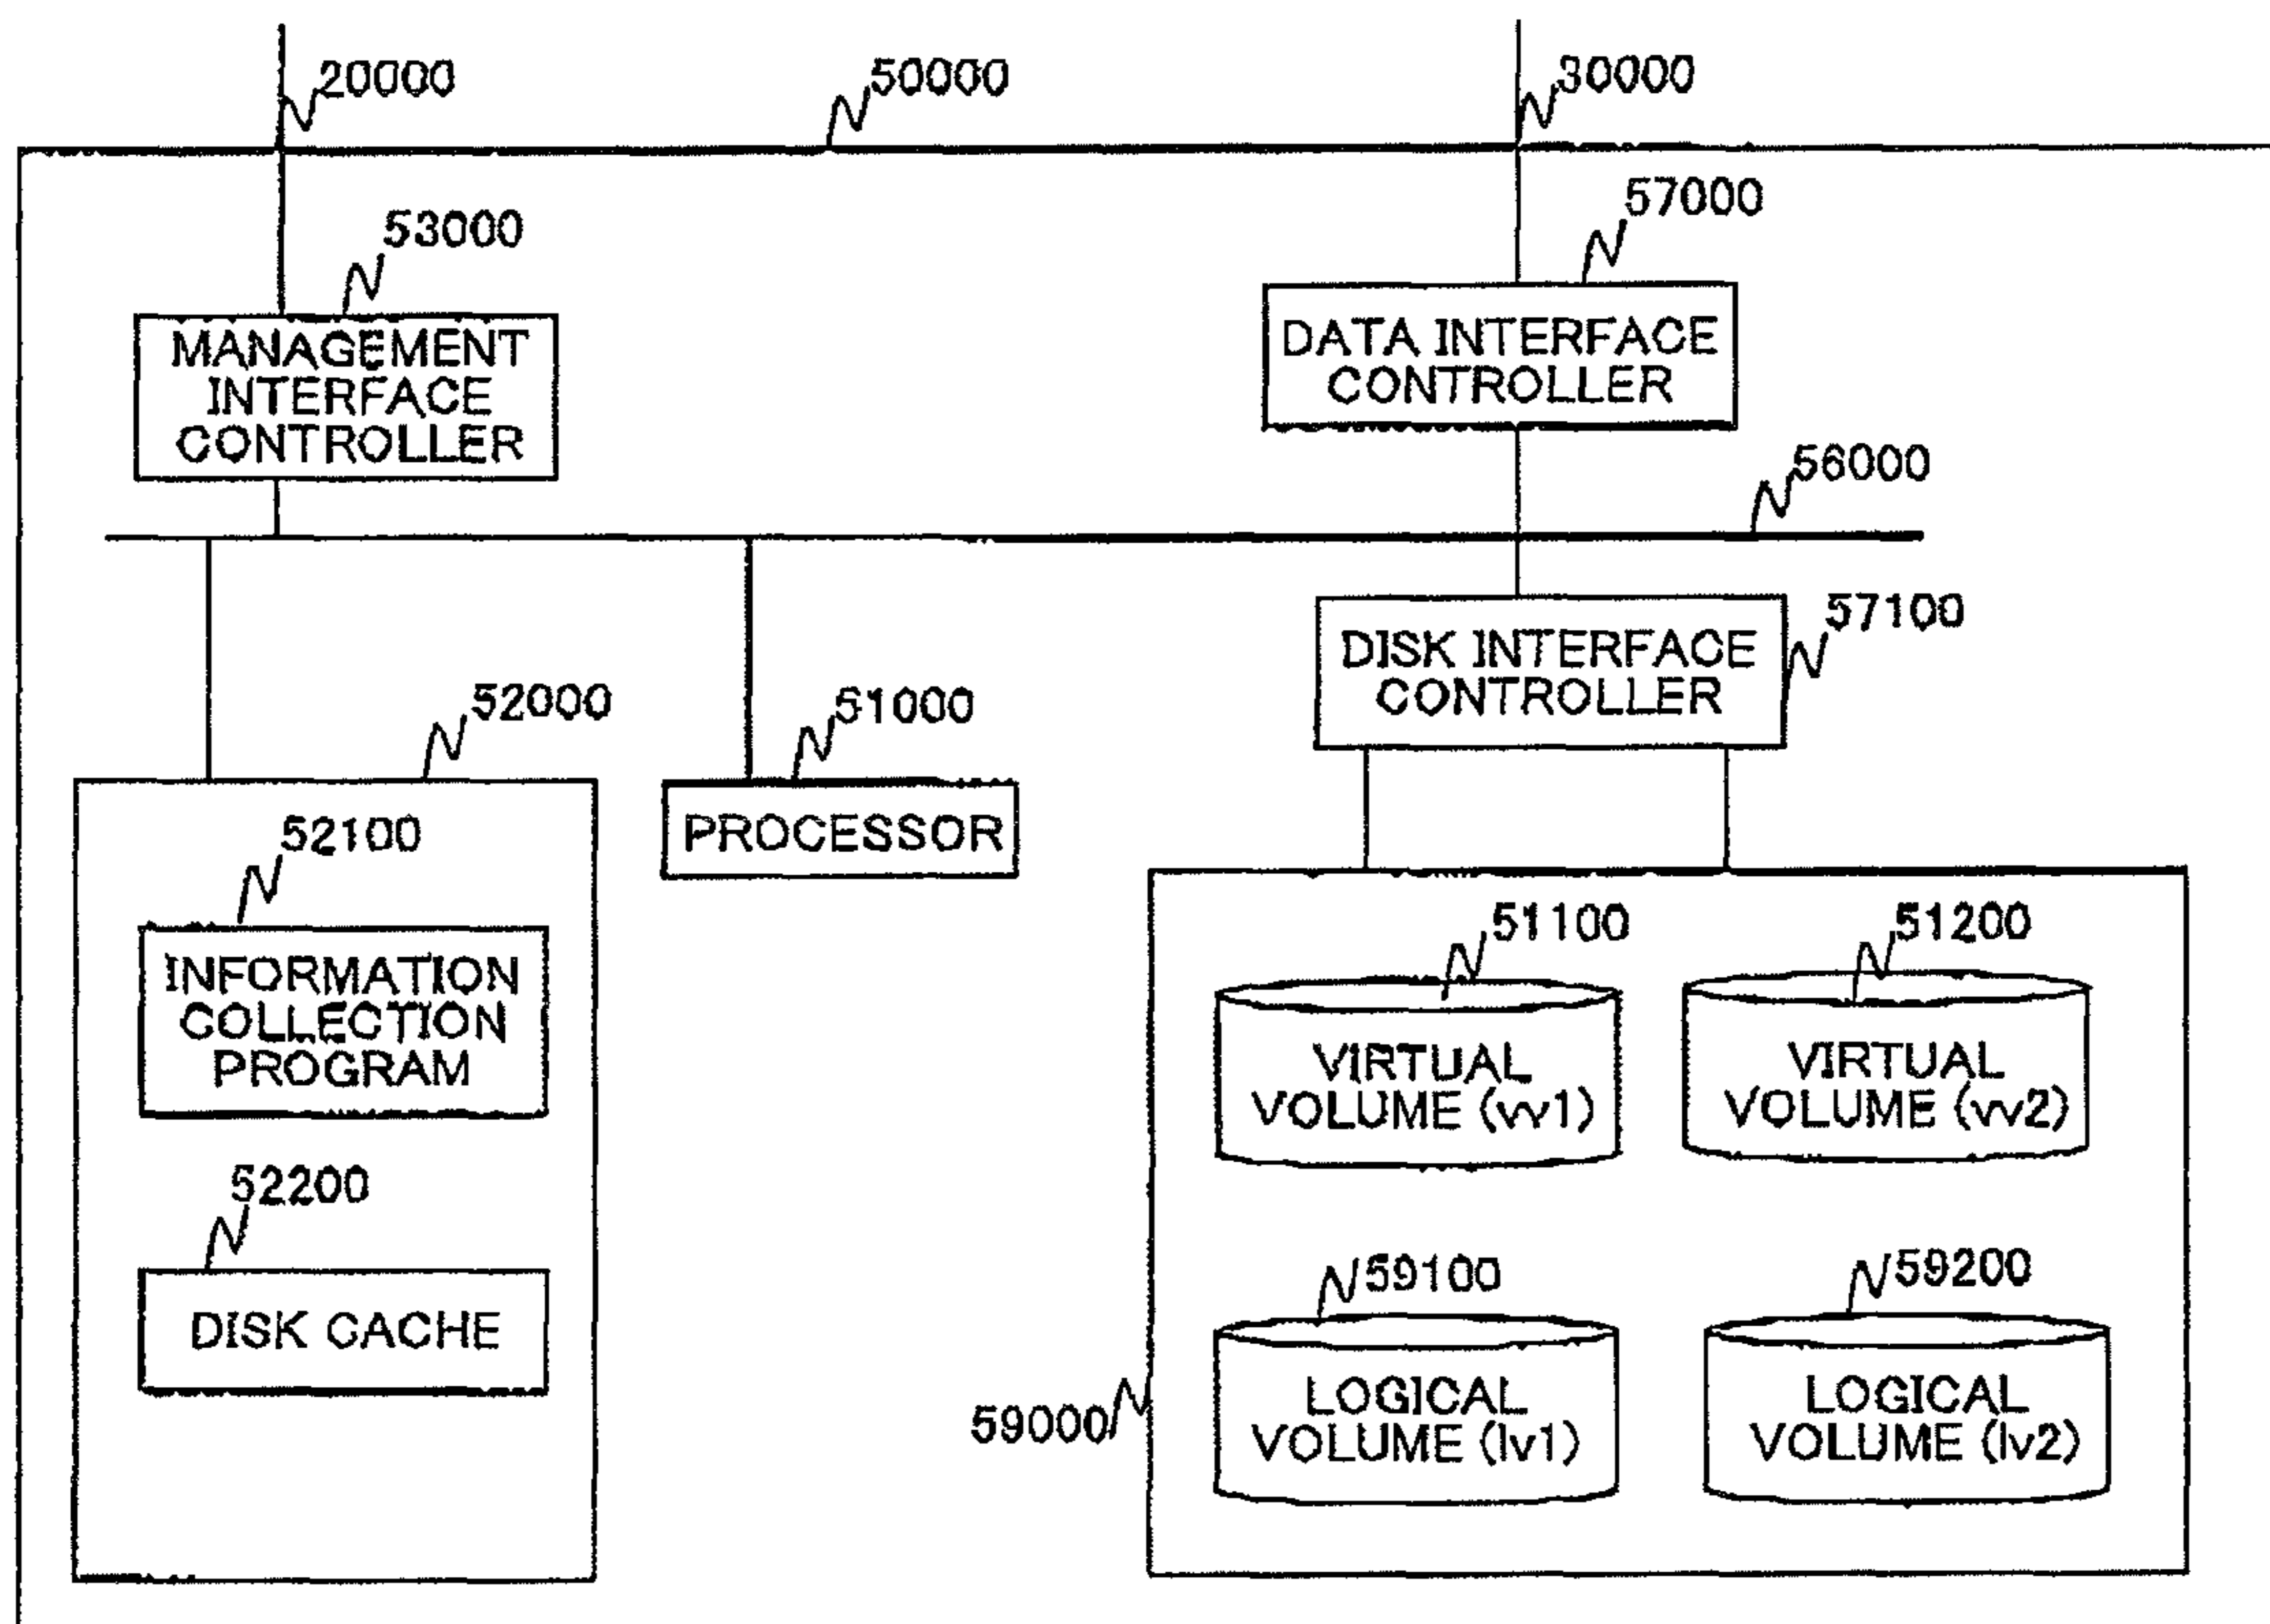 20000
50000
30000
53000
57000
MANAGEMENT
INTERFACE
CONTROLLER
DATA INTERFACE
CONTROLLER
56000
57100
DISK INTERFACE
CONTROLLER
52000
51000
PROCESSOR
52100
INFORMATION
COLLECTION
PROGRAM
51100
51200
VIRTUAL
VOLUME (vv1)
VIRTUAL
VOLUME (vv2)
52200
DISK CACHE
59100
59200
LOGICAL
VOLUME (lv1)
LOGICAL
VOLUME (lv2)
59000